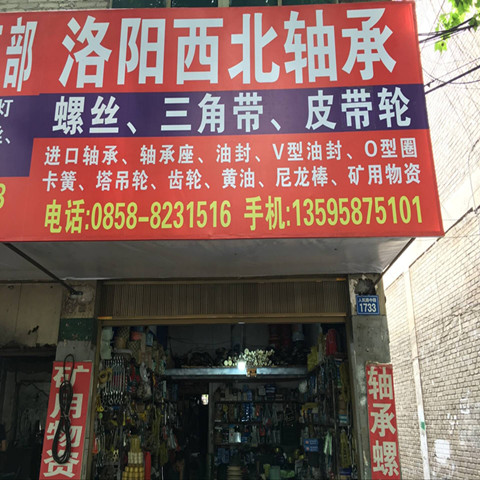 部
灯
洛阳西北轴承
螺丝、三角带、皮带轮
进口轴承、轴承座、油封、V型油封、O型圈
卡簧、塔吊轮、齿轮、黄油、尼龙棒、矿用物资
电话:0858-8231516 手机:13595875101
1733
矿用物资
轴承螺